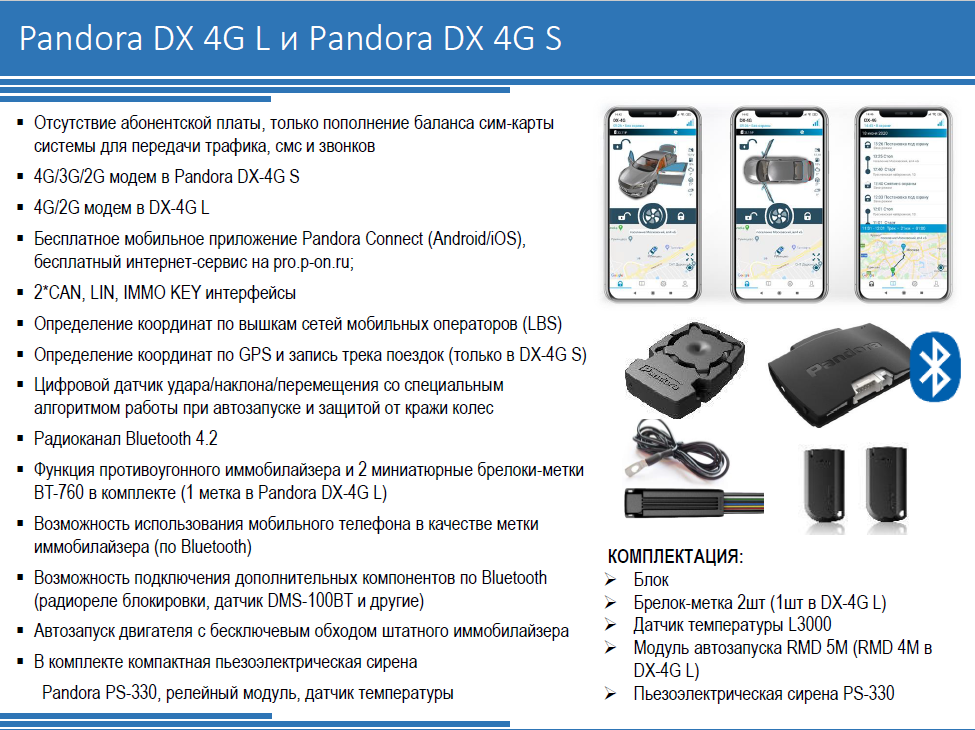 Pandora DX 4G L и Pandora DX 4G S
Отсутствие абонентской платы, только пополнение баланса сим-карты
системы для передачи трафика, смс и звонков
4G/3G/2G модем в Pandora DX-4G S
4G/2G модем в DX-4G L
Бесплатное мобильное приложение Pandora Connect (Android/iOS),
бесплатный интернет-сервис на pro.p-on.ru;
2*CAN, LIN, IMMO KEY интерфейсы
Определение координат по вышкам сетей мобильных операторов (LBS)
Определение координат по GPS и запись трека поездок (только в DX-4G S)
Цифровой датчик удара/наклона/перемещения со специальным
алгоритмом работы при автозапуске и защитой от кражи колес
Радиоканал Bluetooth 4.2
Функция противоугонного иммобилайзера и 2 миниатюрные брелоки-метки
BT-760 в комплекте (1 метка в Pandora DX-4G L)
Возможность использования мобильного телефона в качестве метки
иммобилайзера (по Bluetooth)
Возможность подключения дополнительных компонентов по Bluetooth
(радиореле блокировки, датчик DMS-100BT и другие)
Автозапуск двигателя с бесключевым обходом штатного иммобилайзера
В комплекте компактная пьезоэлектрическая сирена
Pandora PS-330, релейный модуль, датчик температуры
DX-4G
DX-4G
DX-4G
Pandora
Pandora
КОМПЛЕКТАЦИЯ:
Блок
Брелок-метка 2шт (1шт в DX-4G L)
Датчик температуры L3000
Модуль автозапуска RMD 5M (RMD 4M в
DX-4G L)
Пьезоэлектрическая сирена PS-330